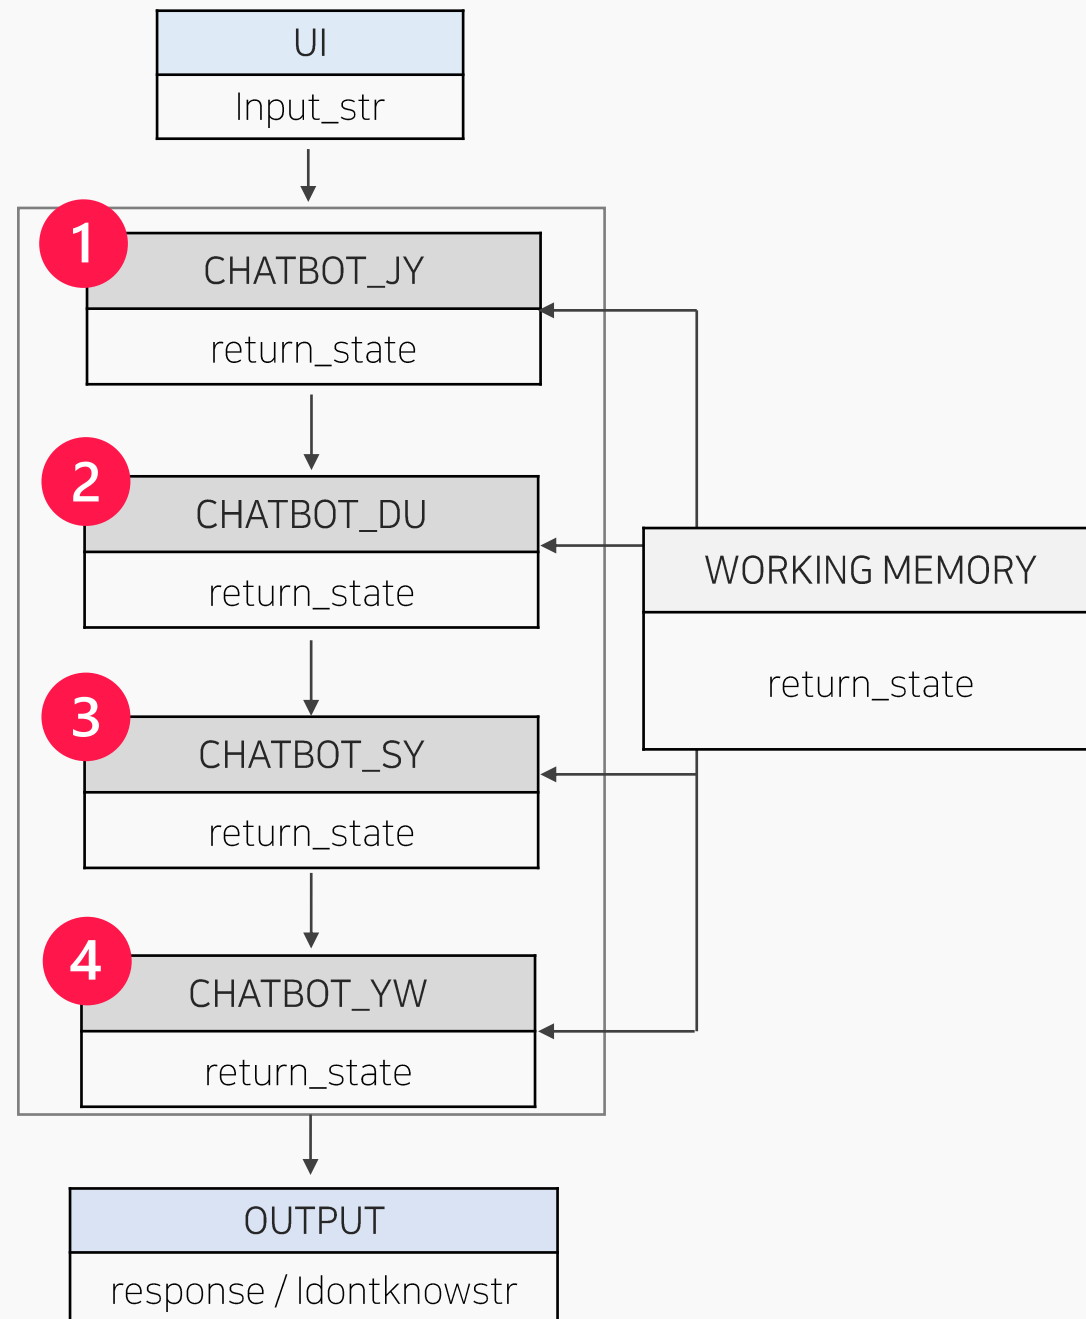 UI
Input_str
1
CHATBOT_JY
return_state
2
CHATBOT_DU
return_state
WORKING MEMORY
return_state
3
CHATBOT_SY
return_state
4
CHATBOT_YW
return_state
OUTPUT
response / Idontknowstr